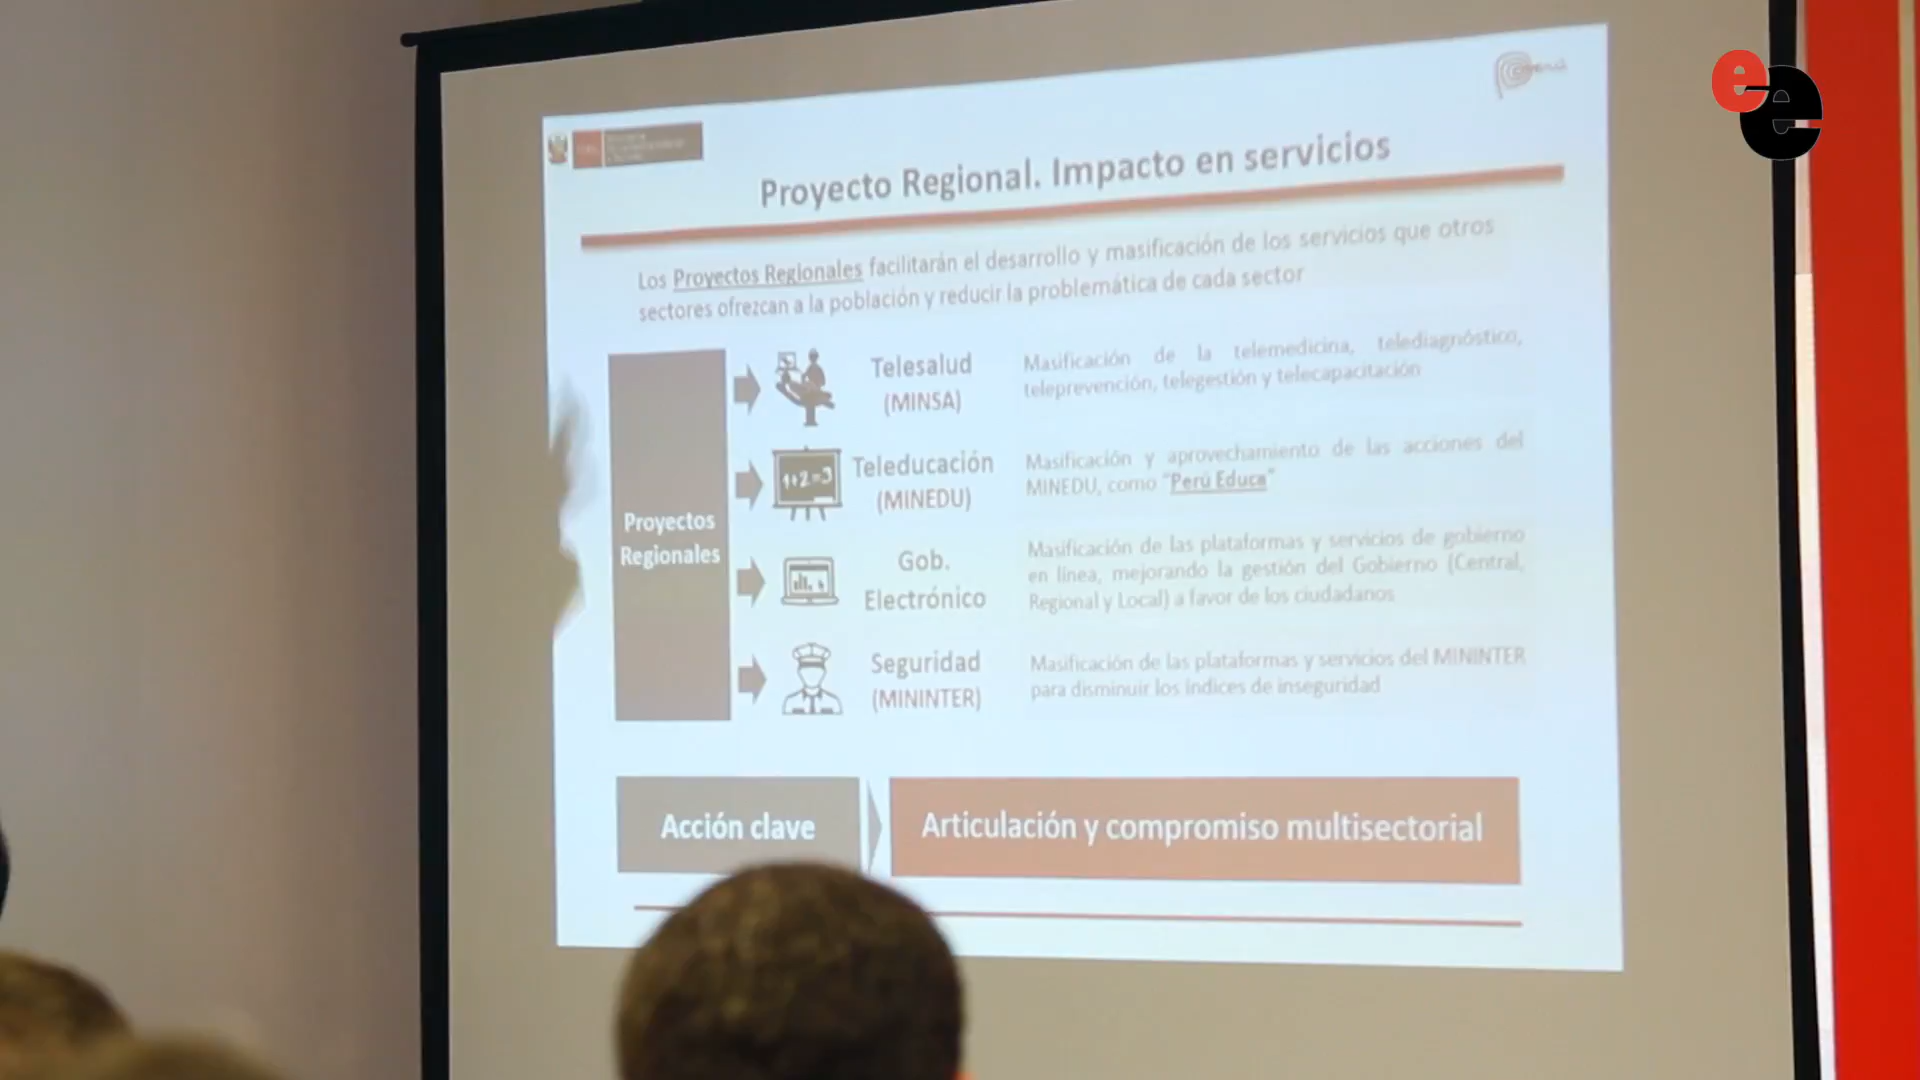 ee
PERÚ
Proyecto Regional. Impacto en servicios
Los Proyectos Regionales facilitarán el desarrollo y masificación de los servicios que otros
sectores ofrezcan a la población y reducir la problemática de cada sector
Proyectos
Regionales
Telesalud
(MINSA)
Masificación de la telemedicina, telediagnóstico,
teleprevención, telegestión y telecapacitación
1+2=3
Teleducación
(MINEDU)
Masificación y aprovechamiento de las acciones del
MINEDU, como "Perú Educa"
Gob.
Electrónico
Masificación de las plataformas y servicios de gobierno
en línea, mejorando la gestión del Gobierno (Central,
Regional y Local) a favor de los ciudadanos
Seguridad
(MININTER)
Masificación de las plataformas y servicios del MININTER
para disminuir los índices de inseguridad
Acción clave
Articulación y compromiso multisectorial